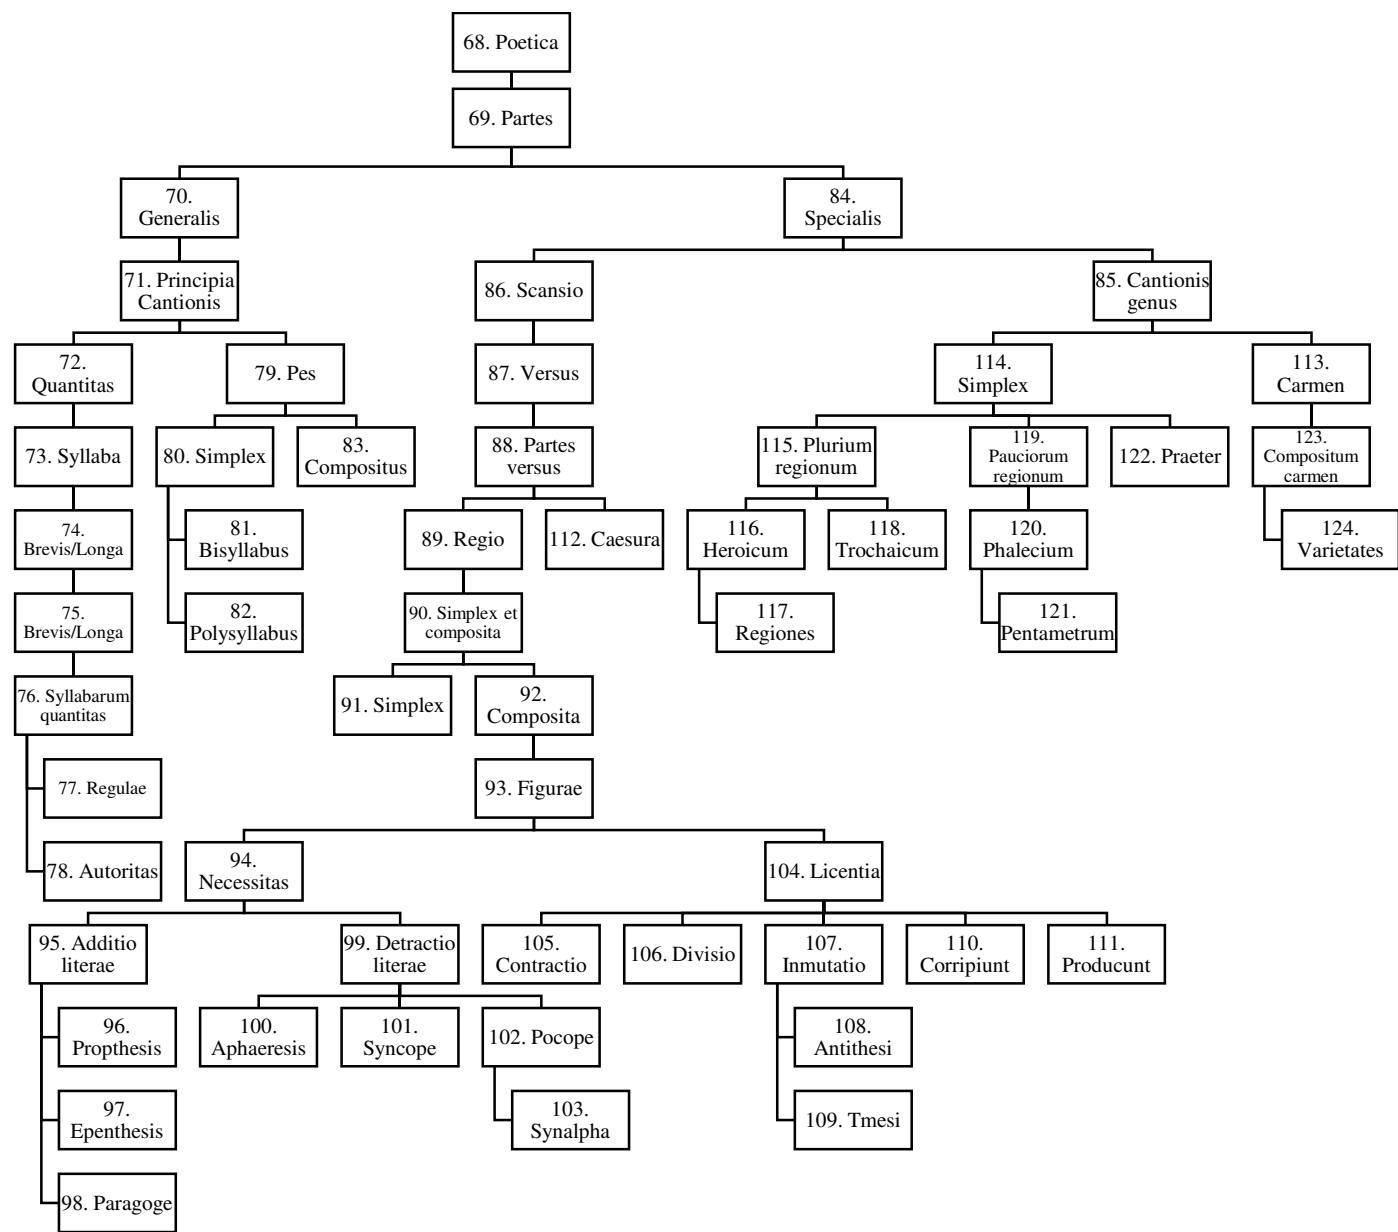 68. Poetica
69. Partes
70.
Generalis
84.
Specialis
71. Principia
Cantionis
86. Scansio
85. Cantionis
genus
72.
Quantitas
79. Pes
87. Versus
114.
Simplex
113.
Carmen
73. Syllaba
80. Simplex
83.
Compositus
88. Partes
versus
115. Plurium
regionum
119.
Pauciorum
regionum
122. Praeter
123.
Compositum
carmen
74.
Brevis/Longa
81.
Bisyllabus
89. Regio
112. Caesura
116.
Heroicum
118.
Trochaicum
120.
Phalecium
124.
Varietates
75.
Brevis/Longa
82.
Polysyllabus
90. Simplex et
composita
117.
Regiones
121.
Pentametrum
76. Syllabarum
quantitas
91. Simplex
92.
Composita
77. Regulae
93. Figurae
78. Autoritas
94.
Necessitas
104. Licentia
95. Additio
literae
99. Detractio
literae
105.
Contractio
106. Divisio
107.
Inmutatio
110.
Corripiunt
111.
Producunt
96.
Propthesis
100.
Aphaeresis
101.
Syncope
102. Pocope
108.
Antithesi
97.
Epenthesis
103.
Synalpha
109. Tmesi
98. Paragoge